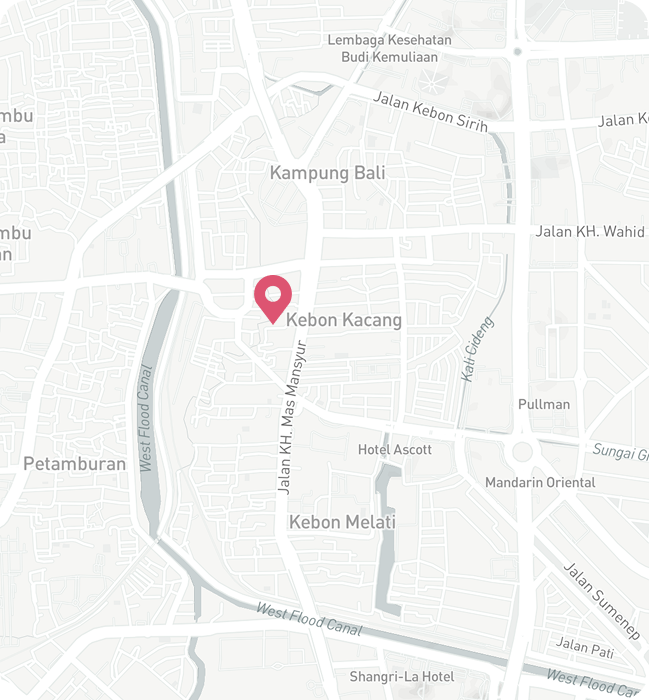 Lembaga Kesehatan
Budi Kemuliaan
Jalan Kebon Sirih
mbu
a
Jalan K
Kampung Bali
mbu
an
Jalan KH. Wahid
Kebon Kacang
Kali Cideng
Jalan KH. Mas Mansyur
West Flood Canal
Pullman
Hotel Ascott
Sungai G
Petamburan
Mandarin Oriental
Kebon Melati
Jalan Sumenep
West Flood Canal
Jalan Pati
Shangri-La Hotel
West Flood Ca